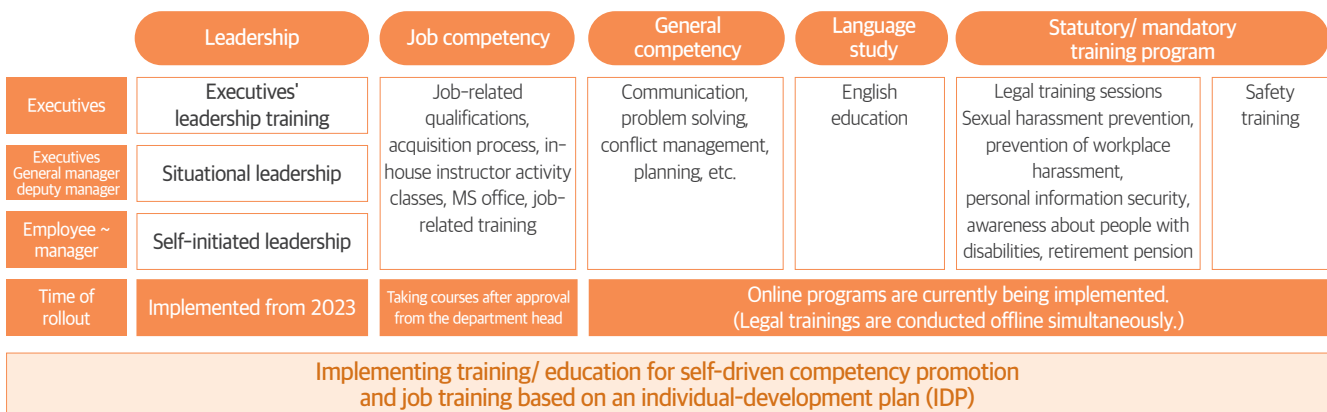 Leadership
Job competency
General
competency
Language
study
Statutory/ mandatory
training program
Executives
Executives'
leadership training
Executives
General manager
deputy manager
Situational leadership
Employee ~
manager
Self-initiated leadership
Job-related
qualifications,
acquisition process, in-
house instructor activity
classes, MS office, job-
related training
Communication,
problem solving,
conflict management,
planning, etc.
English
education
Legal training sessions
Sexual harassment prevention,
prevention of workplace
harassment,
personal information security,
awareness about people with
disabilities, retirement pension
Safety
training
Time of
rollout
Implemented from 2023
Taking courses after approval
from the department head
Online programs are currently being implemented.
(Legal trainings are conducted offline simultaneously.)
Implementing training/ education for self-driven competency promotion
and job training based on an individual-development plan (IDP)